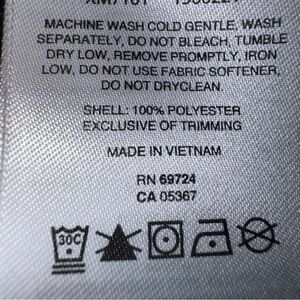 MACHINE WASH COLD GENTLE, WASH
SEPARATELY, DO NOT BLEACH, TUMBLE
DRY LOW, REMOVE PROMPTLY, IRON
LOW, DO NOT USE FABRIC SOFTENER,
DO NOT DRYCLEAN.
SHELL: 100% POLYESTER
EXCLUSIVE OF TRIMMING
MADE IN VIETNAM
RN 69724
CA 05367
30C